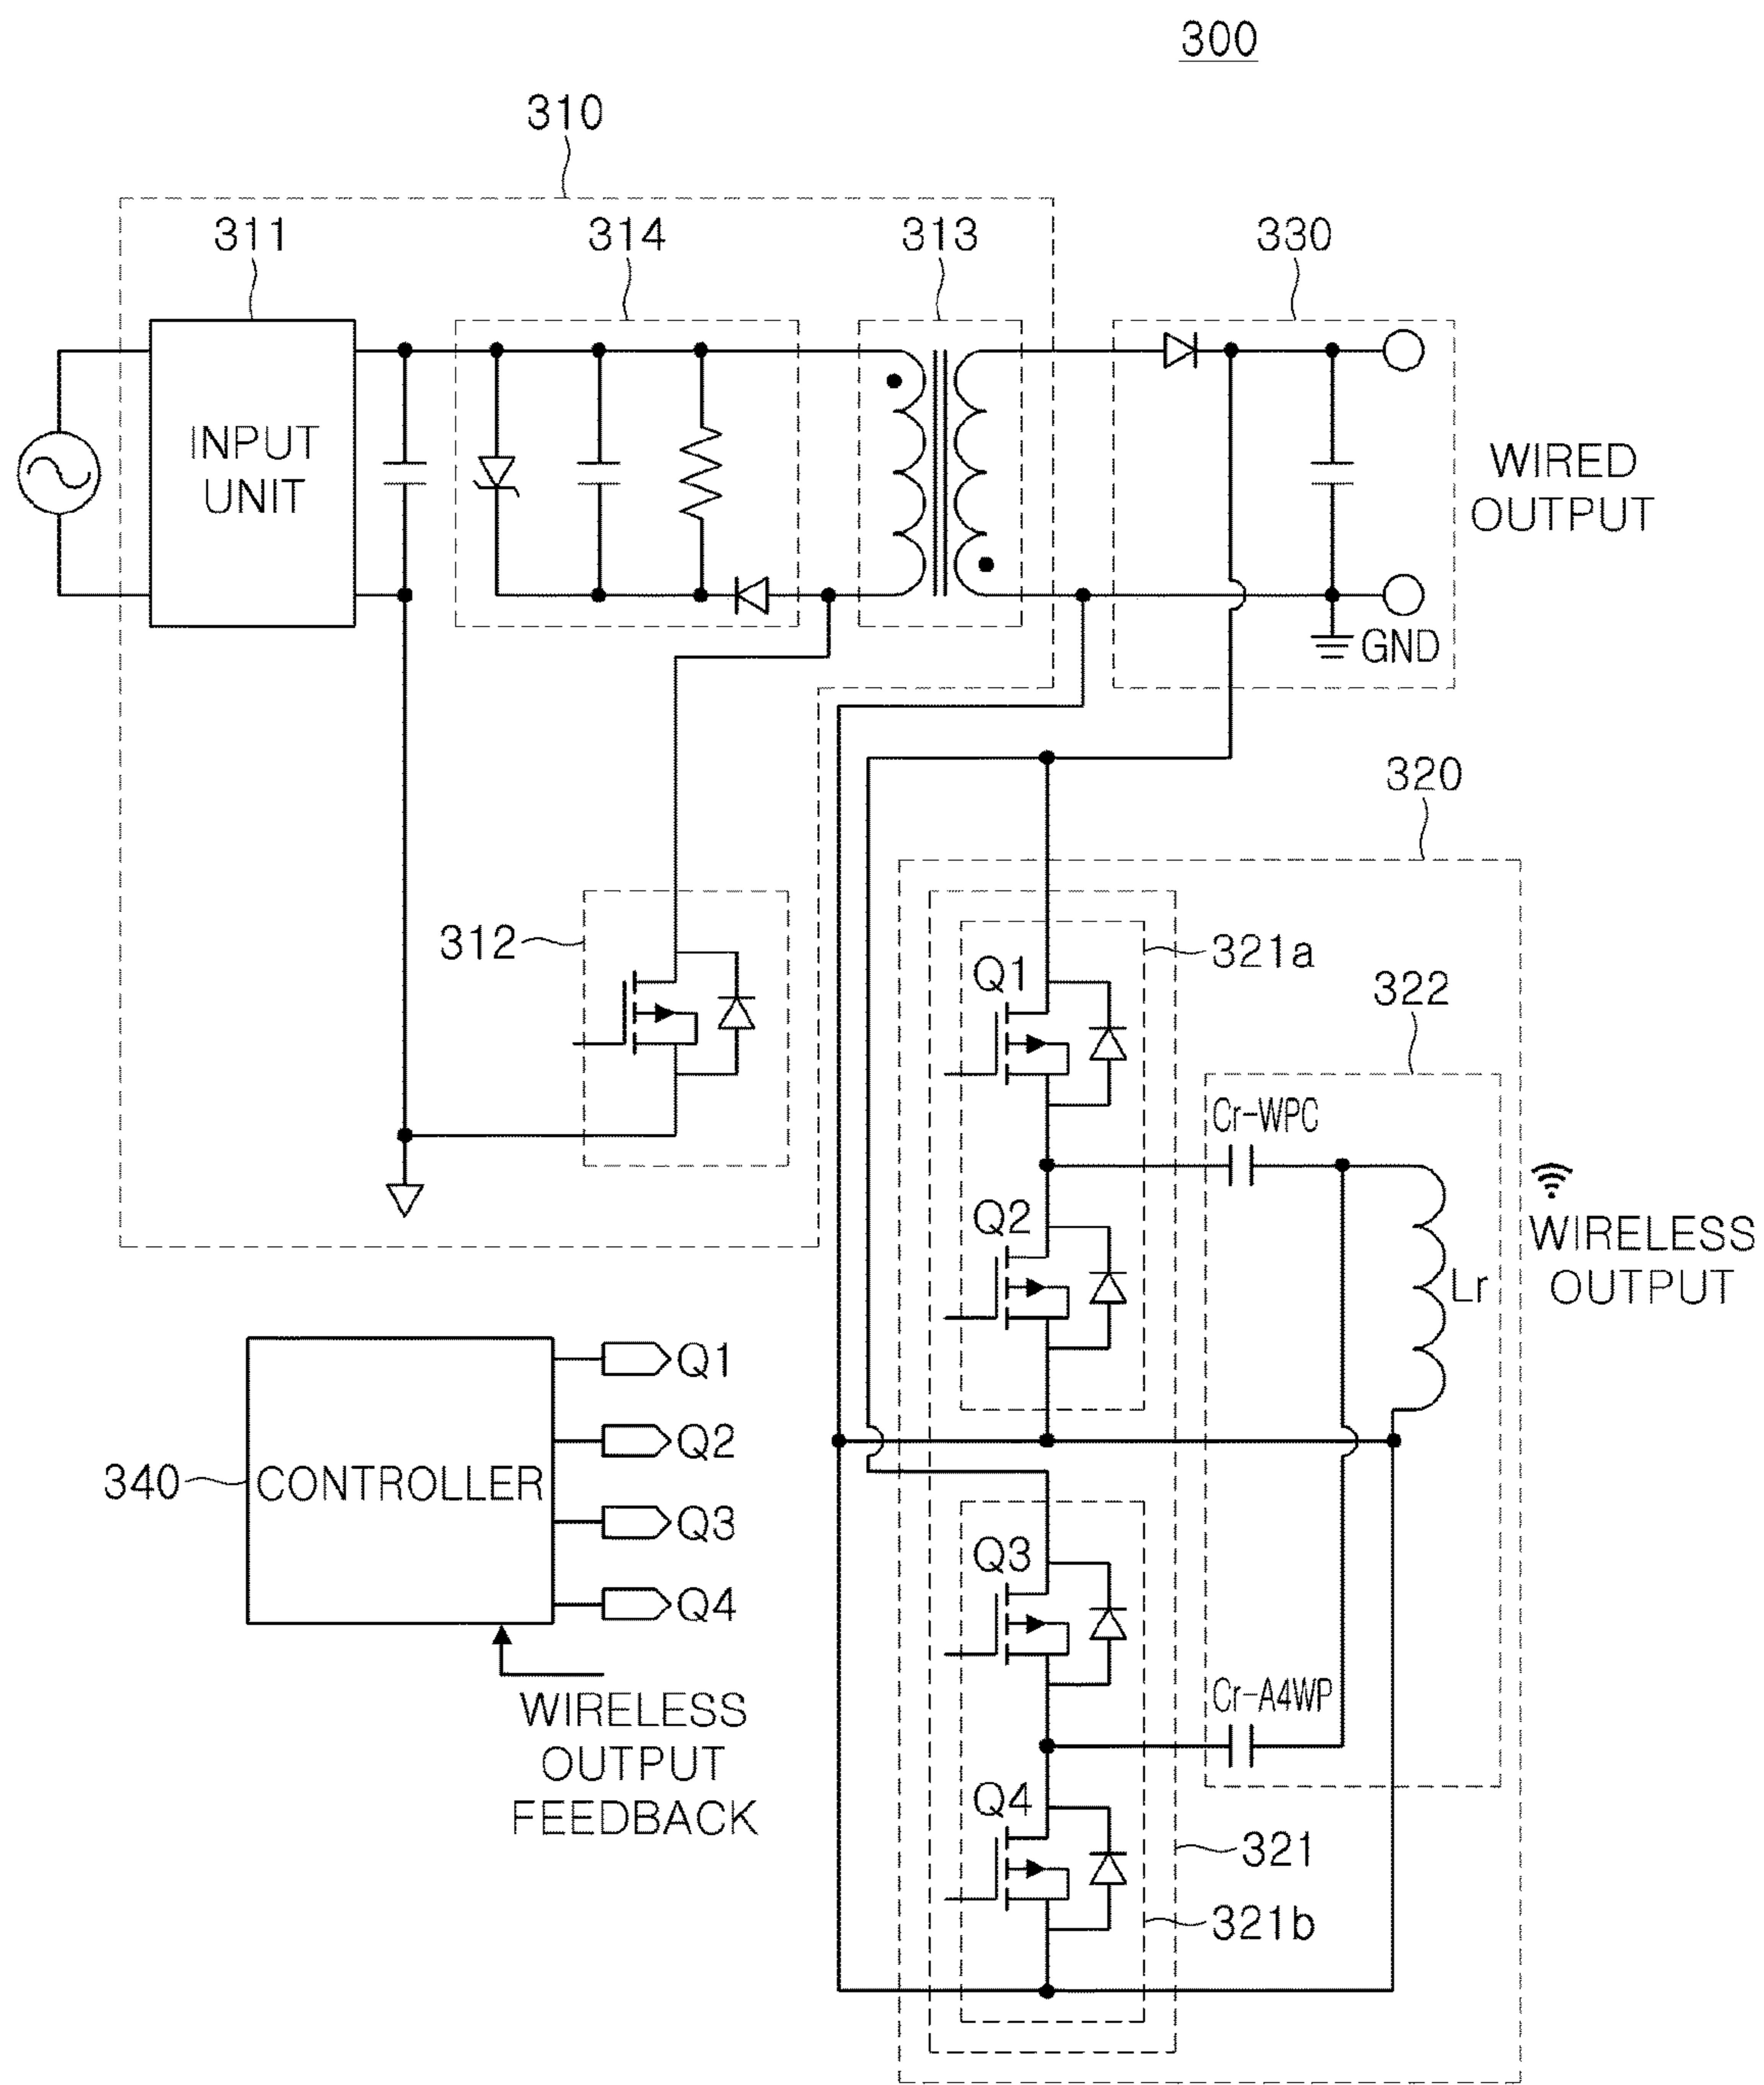 300
310
311
314
313
330
INPUT
UNIT
WIRED
OUTPUT
GND
320
312
321a
Q1
322
Cr-WPC
Q2
WIRELESS
OUTPUT
Lr
Q1
Q2
340
CONTROLLER
Q3
Q4
Q3
WIRELESS
OUTPUT
FEEDBACK
Cr-A4WP
Q4
321
321b